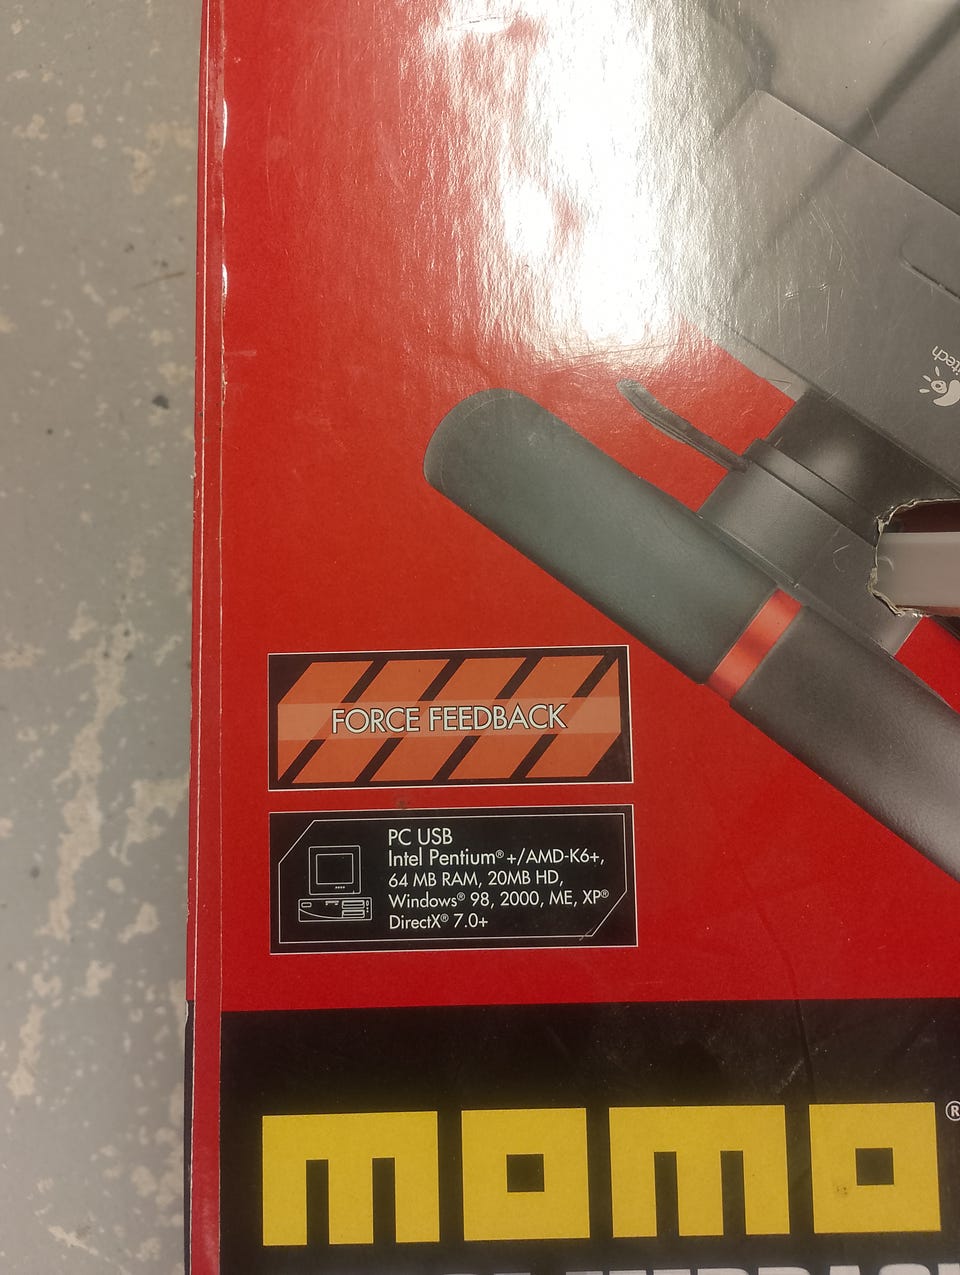 FORCE FEEDBACK
PC USB
Intel Pentium® +/AMD-K6+,
64 MB RAM, 20MB HD,
Windows® 98, 2000, ME, XP®
DirectX® 7.0+
momo®